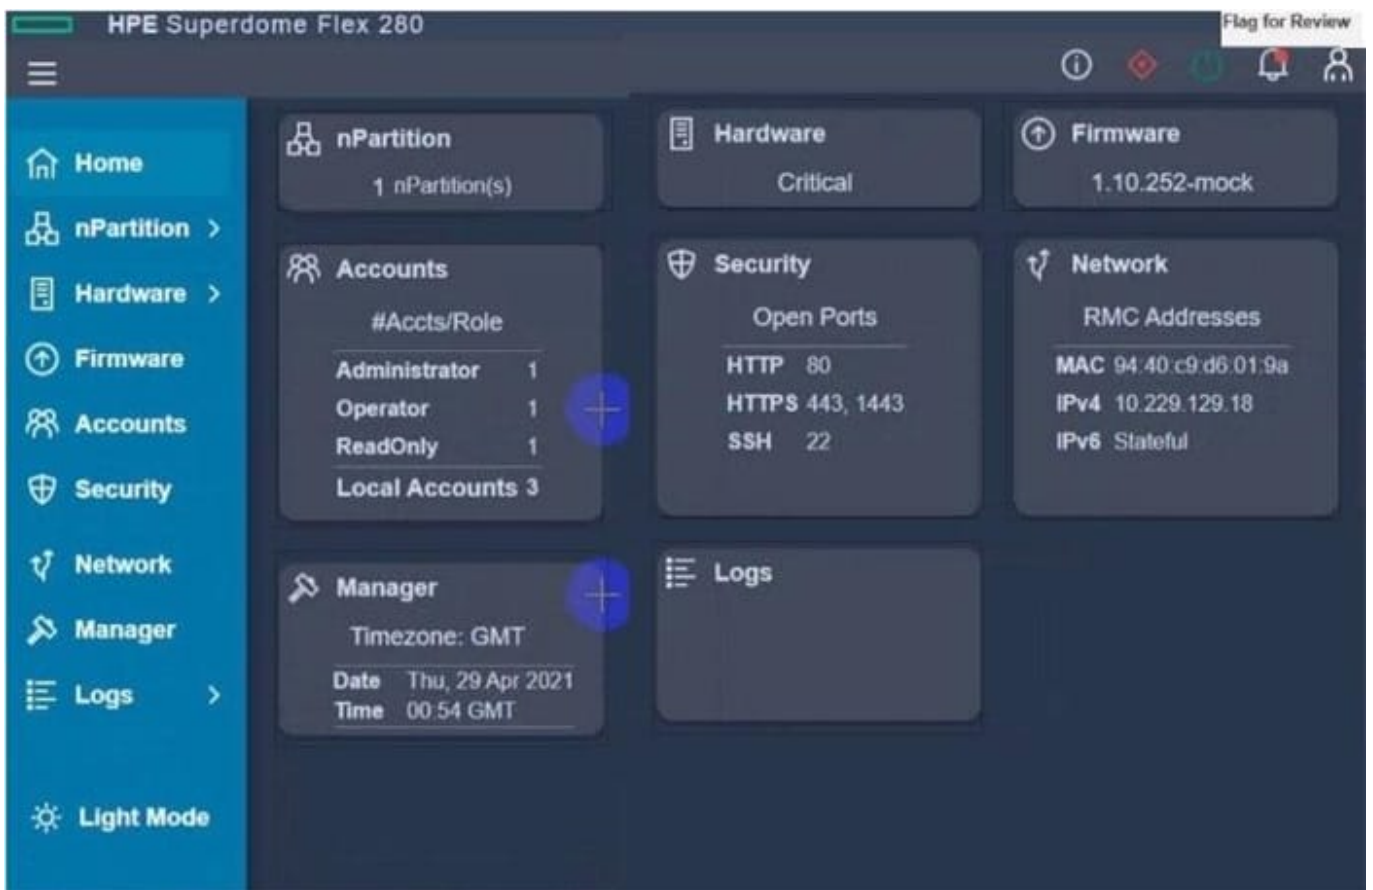 HPE Superdome Flex 280
Flag for Review
Home
nPartition
Hardware
Firmware
Accounts
Security
Network
Manager
Logs
Light Mode
nPartition
1 nPartition(s)
Hardware
Critical
Firmware
1.10.252-mock
Accounts
#Accts/Role
Administrator 1
Operator 1
ReadOnly 1
Local Accounts 3
Security
Open Ports
HTTP 80
HTTPS 443, 1443
SSH 22
Network
RMC Addresses
MAC 94:40:c9:d6:01:9a
IPv4 10.229.129.18
IPv6 Stateful
Manager
Timezone: GMT
Date Thu, 29 Apr 2021
Time 00:54 GMT
Logs